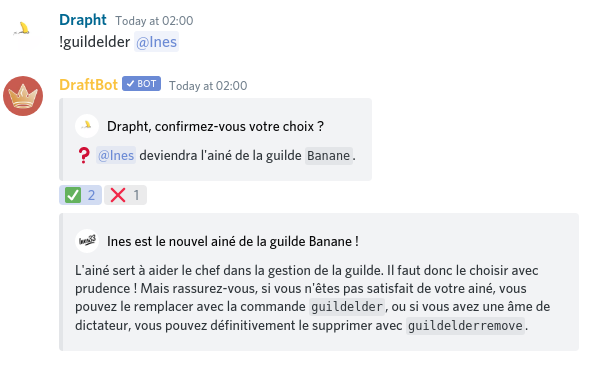 Drapht Today at 02:00
!guildelder @Ines
DraftBot ✓ BOT Today at 02:00
Drapht, confirmez-vous votre choix ?
❓ @Ines deviendra l'ainé de la guilde Banane.
✅ 2 ❌ 1
Ines est le nouvel ainé de la guilde Banane !
L'ainé sert à aider le chef dans la gestion de la guilde. Il faut donc le choisir avec
prudence ! Mais rassurez-vous, si vous n'êtes pas satisfait de votre ainé, vous
pouvez le remplacer avec la commande guildelder, ou si vous avez une âme de
dictateur, vous pouvez définitivement le supprimer avec guildelderremove.